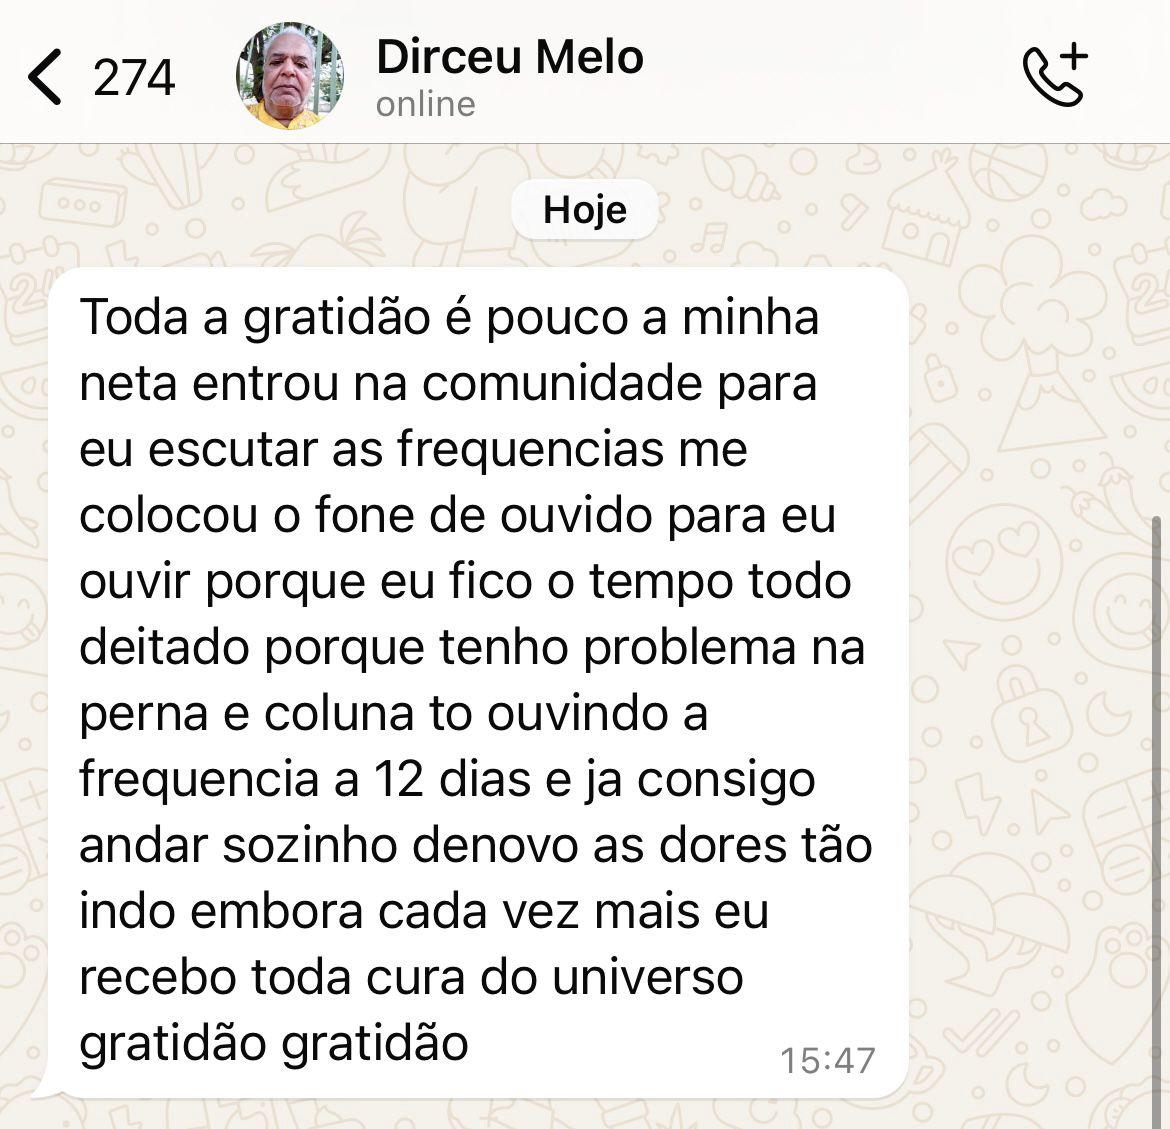 274
Dirceu Melo
online
Hoje
Toda a gratidão é pouco a minha
neta entrou na comunidade para
eu escutar as frequencias me
colocou o fone de ouvido para eu
ouvir porque eu fico o tempo todo
deitado porque tenho problema na
perna e coluna to ouvindo a
frequencia a 12 dias e ja consigo
andar sozinho denovo as dores tão
indo embora cada vez mais eu
recebo toda cura do universo
gratidão gratidão
15:47